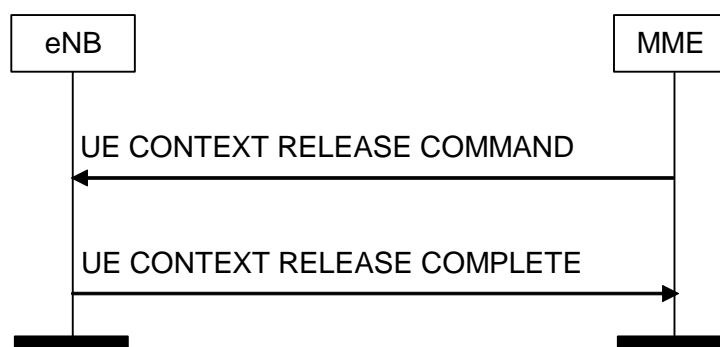 eNB
MME
UE CONTEXT RELEASE COMMAND
UE CONTEXT RELEASE COMPLETE